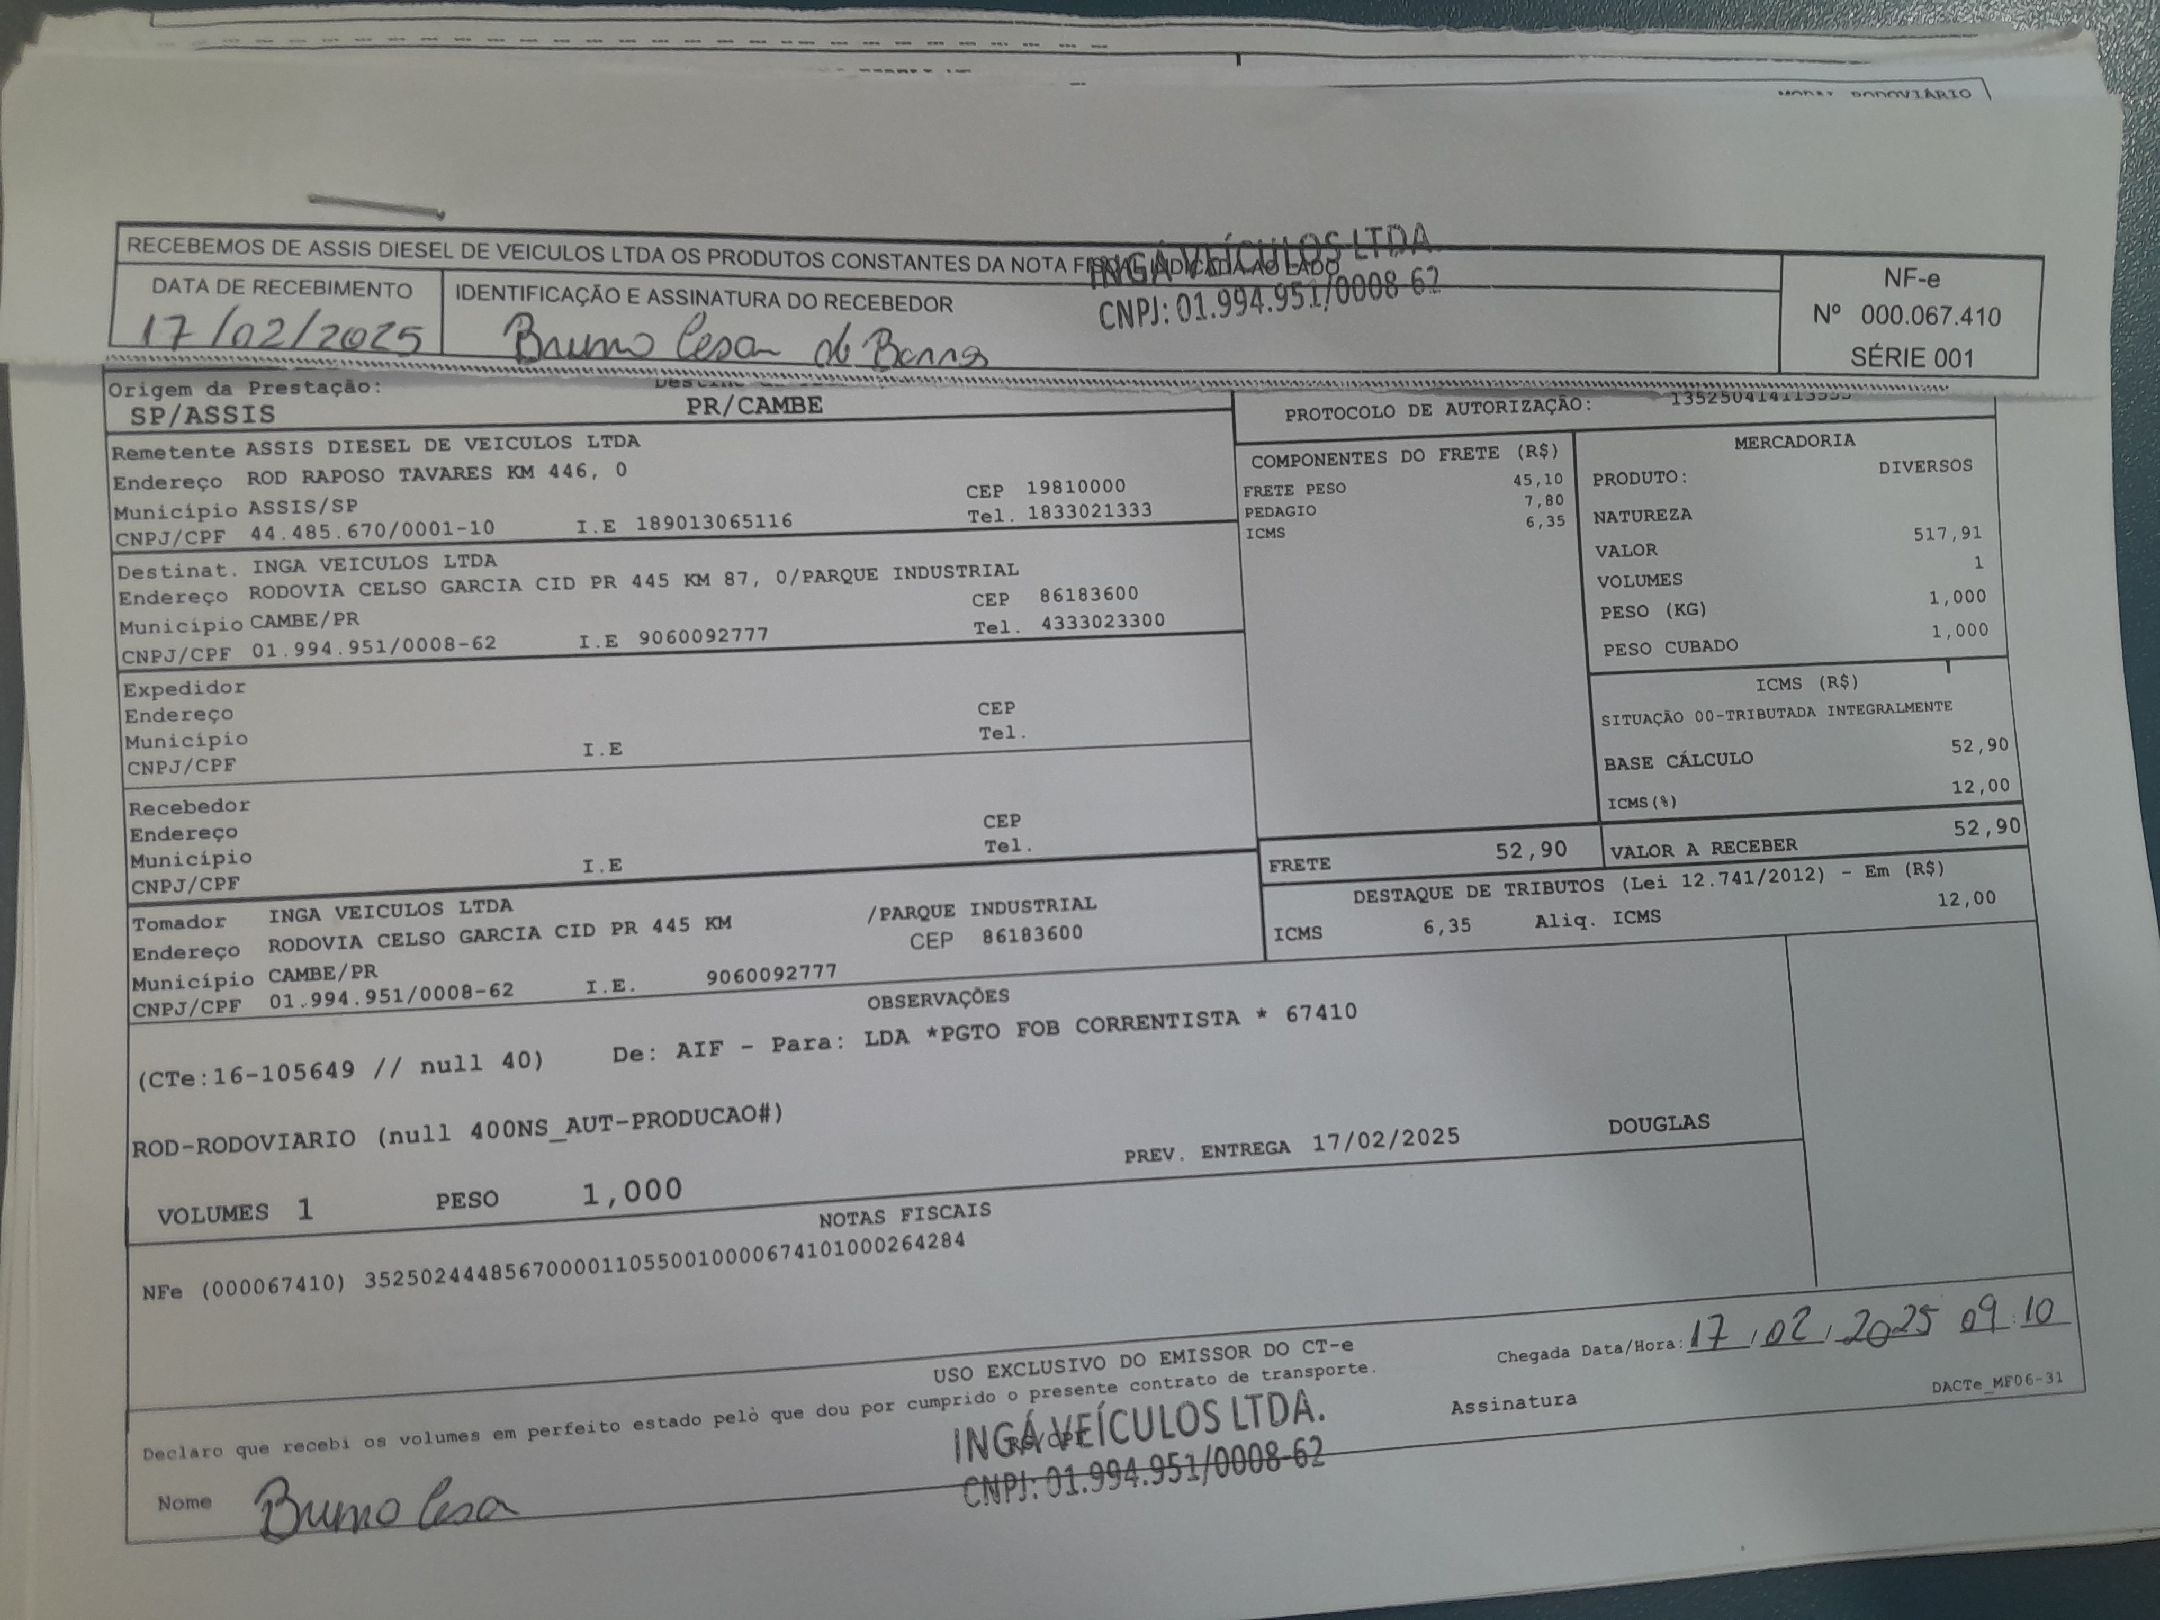 RODOVIÁRIO
RECEBEMOS DE ASSIS DIESEL DE VEICULOS LTDA OS PRODUTOS CONSTANTES DA NOTA FISCAL INDICADA AO LADO
INGÁ VEÍCULOS LTDA.
CNPJ: 01.994.951/0008-62
DATA DE RECEBIMENTO
17/02/2025
IDENTIFICAÇÃO E ASSINATURA DO RECEBEDOR
Bruno Cesar de Barros
NF-e
Nº 000.067.410
SÉRIE 001
Origem da Prestação:
SP/ASSIS
PR/CAMBE
PROTOCOLO DE AUTORIZAÇÃO:
Remetente ASSIS DIESEL DE VEICULOS LTDA
Endereço ROD RAPOSO TAVARES KM 446, 0
Município ASSIS/SP CEP 19810000
CNPJ/CPF 44.485.670/0001-10 I.E 189013065116 Tel. 1833021333
Destinat. INGA VEICULOS LTDA
Endereço RODOVIA CELSO GARCIA CID PR 445 KM 87, 0/PARQUE INDUSTRIAL
Município CAMBE/PR CEP 86183600
CNPJ/CPF 01.994.951/0008-62 I.E 9060092777 Tel. 4333023300
Expedidor
Endereço CEP
Município Tel.
CNPJ/CPF I.E
Recebedor
Endereço CEP
Município Tel.
CNPJ/CPF I.E
Tomador INGA VEICULOS LTDA
Endereço RODOVIA CELSO GARCIA CID PR 445 KM /PARQUE INDUSTRIAL
Município CAMBE/PR CEP 86183600
CNPJ/CPF 01.994.951/0008-62 I.E. 9060092777
COMPONENTES DO FRETE (R$)
FRETE PESO 45,10
PEDAGIO 7,80
ICMS 6,35
MERCADORIA
PRODUTO: DIVERSOS
NATUREZA
VALOR 517,91
VOLUMES 1
PESO (KG) 1,000
PESO CUBADO 1,000
ICMS (R$)
SITUAÇÃO 00-TRIBUTADA INTEGRALMENTE
BASE CÁLCULO 52,90
ICMS(%) 12,00
FRETE 52,90 VALOR A RECEBER 52,90
DESTAQUE DE TRIBUTOS (Lei 12.741/2012) - Em (R$)
ICMS 6,35 Aliq. ICMS 12,00
OBSERVAÇÕES
(CTe:16-105649 // null 40) De: AIF - Para: LDA *PGTO FOB CORRENTISTA * 67410
ROD-RODOVIARIO (null 400NS_AUT-PRODUCAO#)
VOLUMES 1 PESO 1,000 PREV. ENTREGA 17/02/2025 DOUGLAS
NOTAS FISCAIS
NFe (000067410) 35250244485670000110550010000674101000264284
USO EXCLUSIVO DO EMISSOR DO CT-e
Declaro que recebi os volumes em perfeito estado pelo que dou por cumprido o presente contrato de transporte.
Chegada Data/Hora: 17/02/2025 09:10
INGÁ VEÍCULOS LTDA.
CNPJ: 01.994.951/0008-62
Assinatura
DACTe_MF06-31
Nome Bruno Cesar